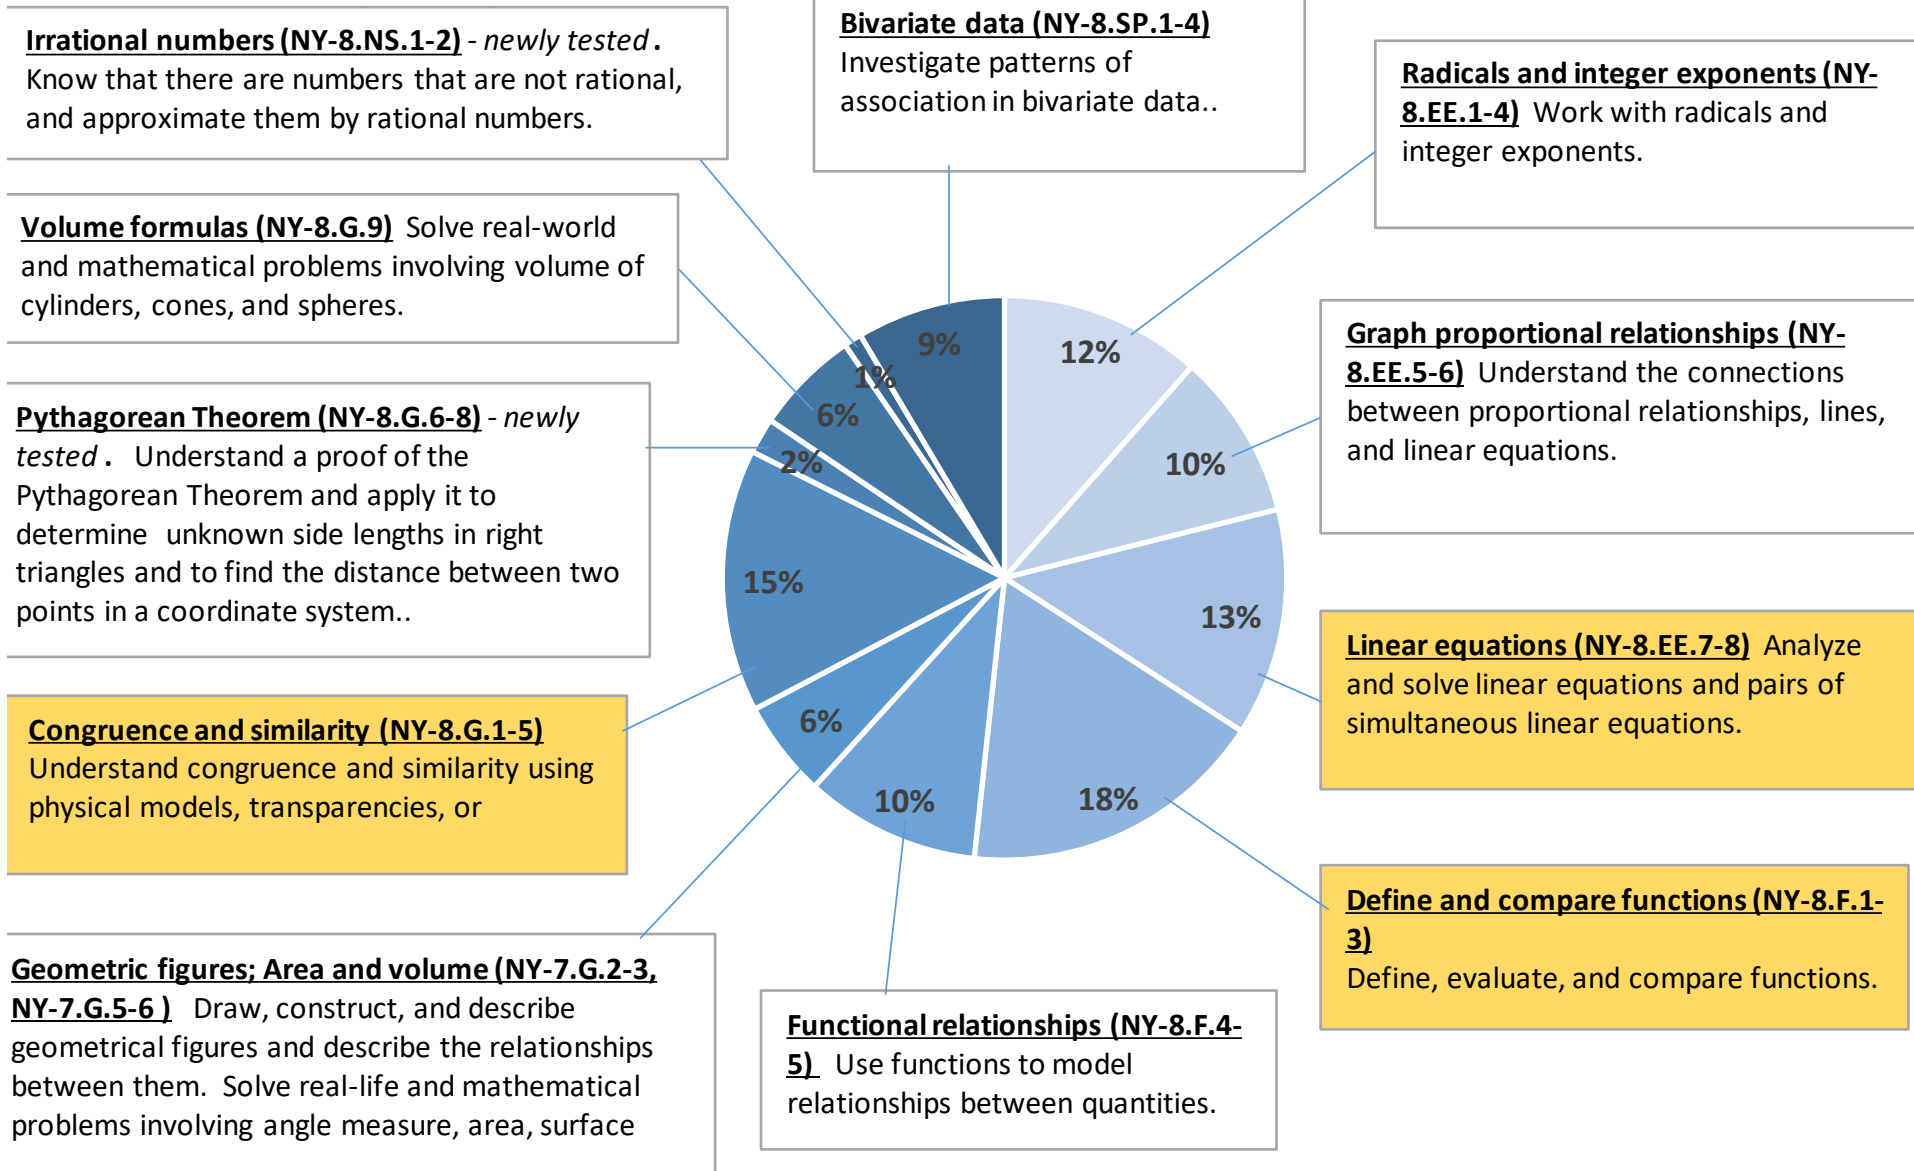 Irrational numbers (NY-8.NS.1-2) - newly tested .
Know that there are numbers that are not rational,
and approximate them by rational numbers.
Bivariate data (NY-8.SP.1-4)
Investigate patterns of
association in bivariate data..
Radicals and integer exponents (NY-
8.EE.1-4) Work with radicals and
integer exponents.
Volume formulas (NY-8.G.9) Solve real-world
and mathematical problems involving volume of
cylinders, cones, and spheres.
Graph proportional relationships (NY-
8.EE.5-6) Understand the connections
between proportional relationships, lines,
and linear equations.
Pythagorean Theorem (NY-8.G.6-8) - newly
tested . Understand a proof of the
Pythagorean Theorem and apply it to
determine unknown side lengths in right
triangles and to find the distance between two
points in a coordinate system..
9%
12%
1%
6%
10%
2%
15%
13%
6%
10%
18%
Linear equations (NY-8.EE.7-8) Analyze
and solve linear equations and pairs of
simultaneous linear equations.
Congruence and similarity (NY-8.G.1-5)
Understand congruence and similarity using
physical models, transparencies, or
Define and compare functions (NY-8.F.1-
3)
Define, evaluate, and compare functions.
Geometric figures; Area and volume (NY-7.G.2-3,
NY-7.G.5-6 ) Draw, construct, and describe
geometrical figures and describe the relationships
between them. Solve real-life and mathematical
problems involving angle measure, area, surface
Functional relationships (NY-8.F.4-
5) Use functions to model
relationships between quantities.